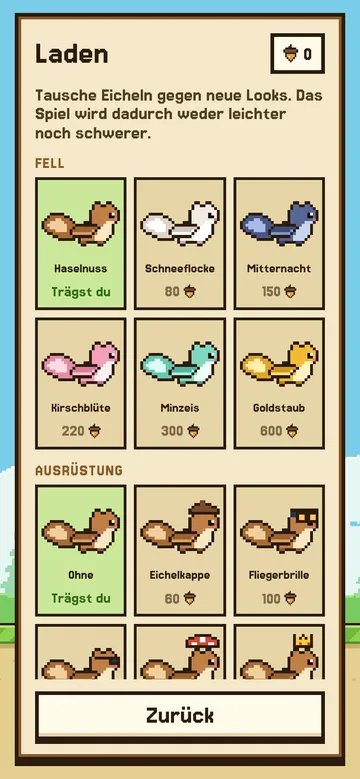 Laden
0
Tausche Eicheln gegen neue Looks. Das
Spiel wird dadurch weder leichter
noch schwerer.
FELL
Haselnuss
Schneeflocke
Mitternacht
Trägst du
80
150
Kirschblüte
Minzeis
Goldstaub
220
300
600
AUSRÜSTUNG
Ohne
Eichelkappe
Fliegerbrille
Trägst du
60
100
Zurück